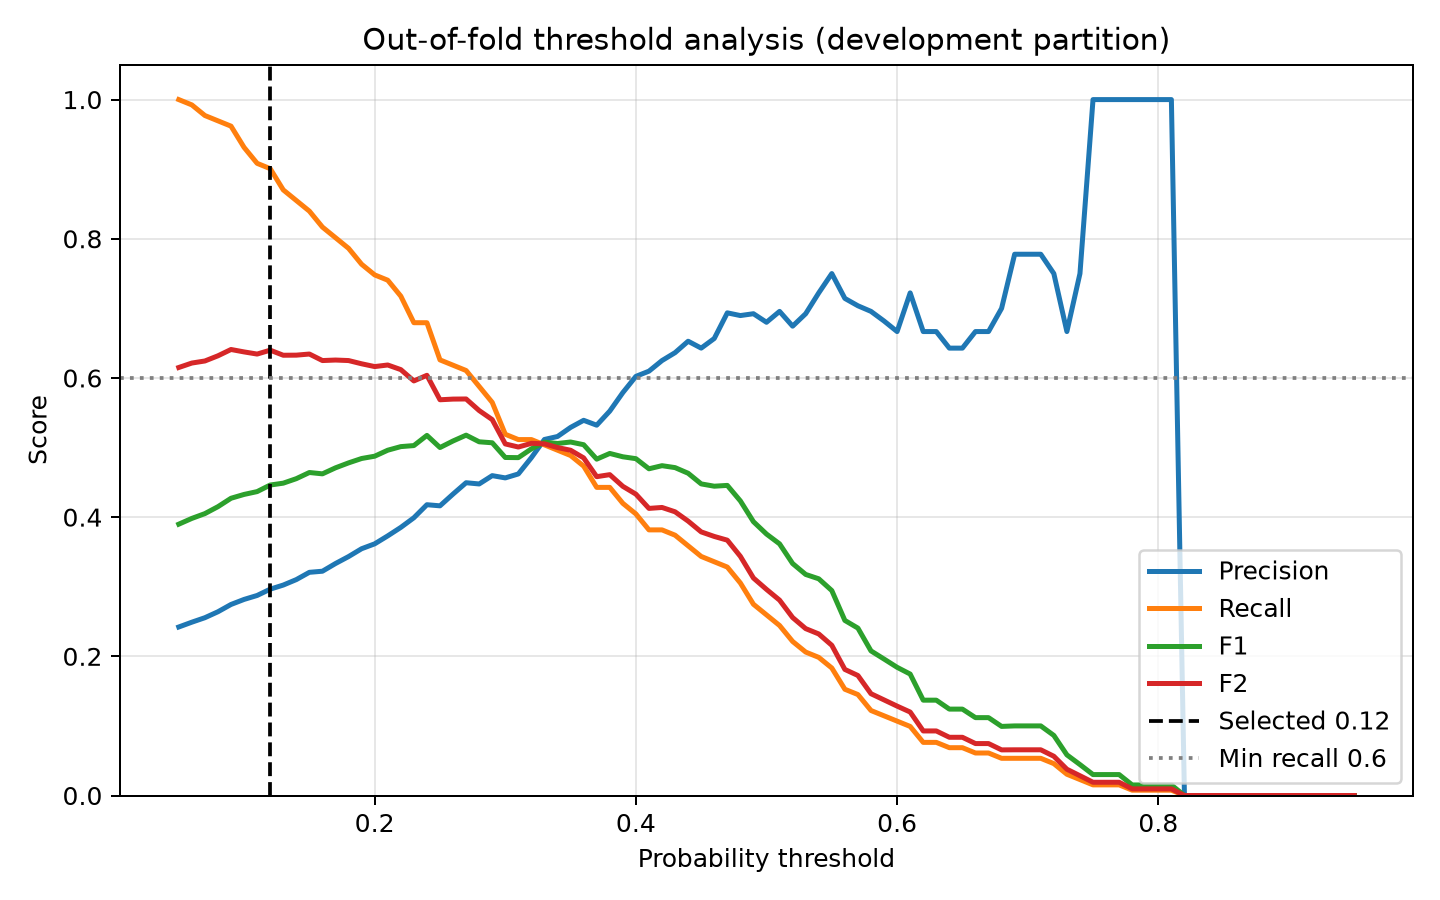 Out-of-fold threshold analysis (development partition)
Score
1.0
0.8
0.6
0.4
0.2
0.0
0.2 0.4 0.6 0.8
Probability threshold
Precision
Recall
F1
F2
Selected 0.12
Min recall 0.6